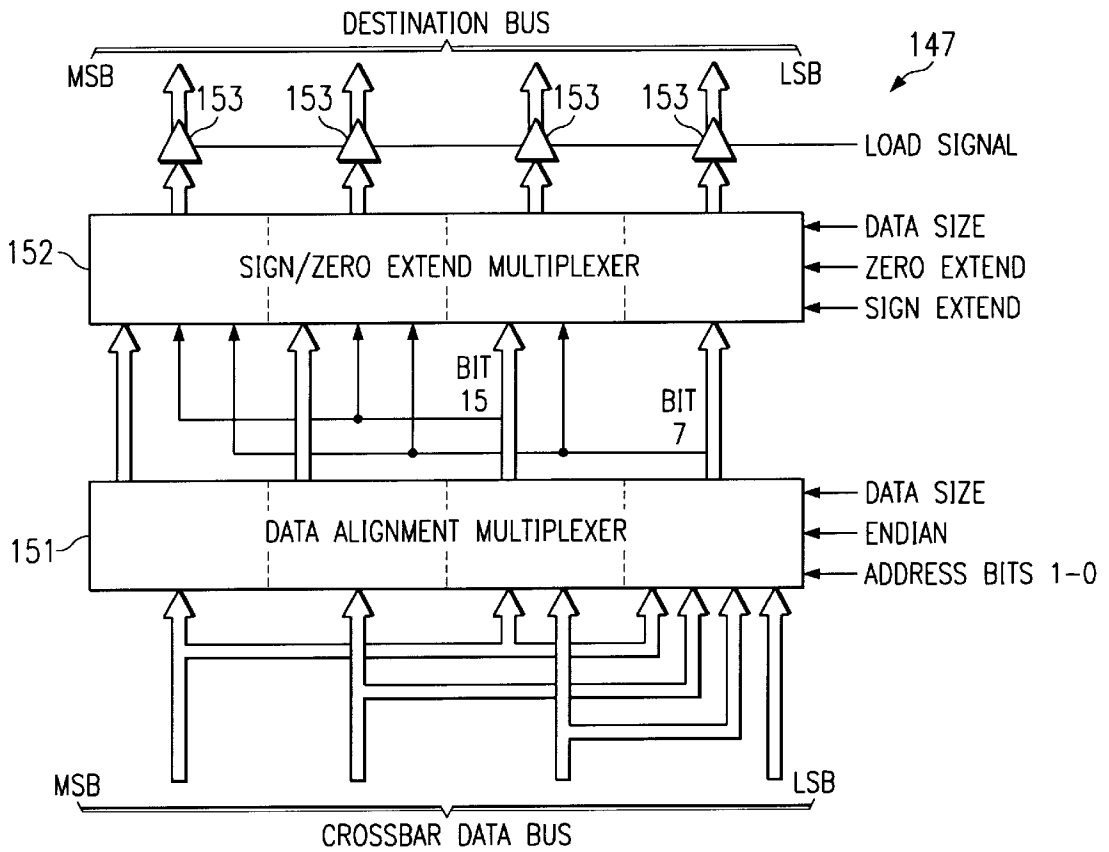 DESTINATION BUS
MSB
LSB
147
153
153
153
153
LOAD SIGNAL
152
SIGN/ZERO EXTEND MULTIPLEXER
DATA SIZE
ZERO EXTEND
SIGN EXTEND
BIT
15
BIT
7
151
DATA ALIGNMENT MULTIPLEXER
DATA SIZE
ENDIAN
ADDRESS BITS 1-0
MSB
LSB
CROSSBAR DATA BUS